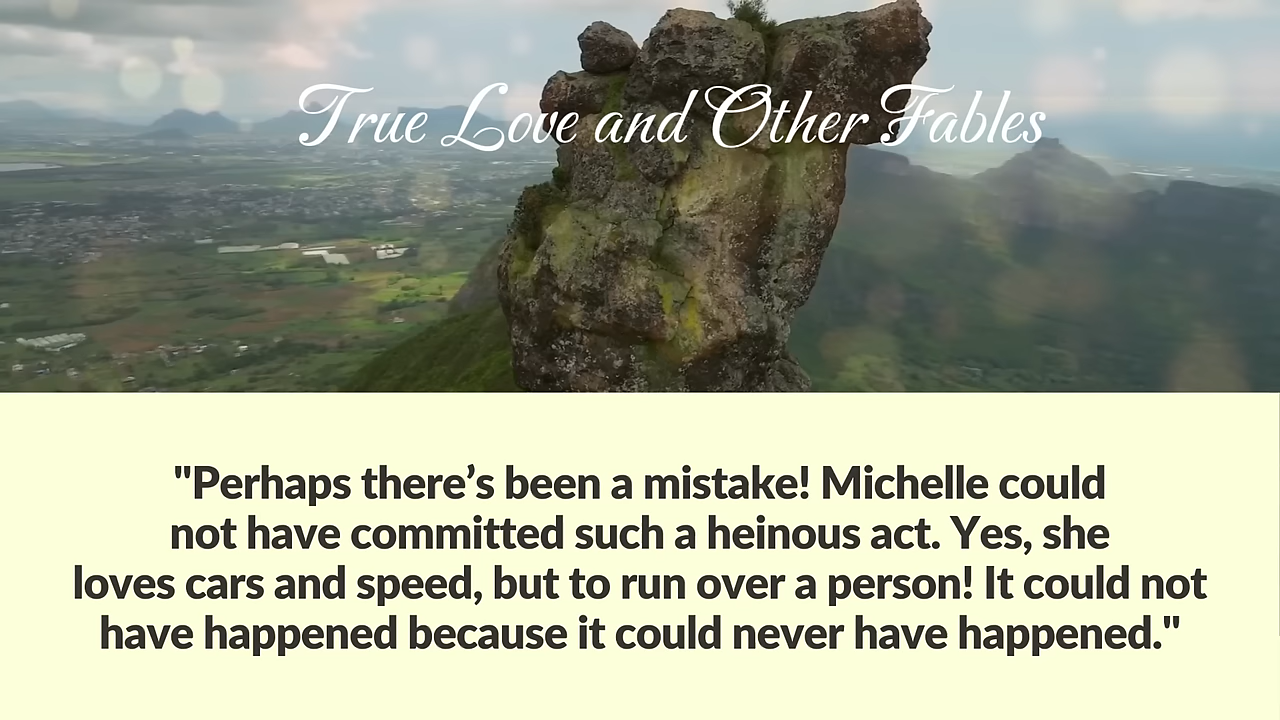 True Love and Other Fables
"Perhaps there’s been a mistake! Michelle could
not have committed such a heinous act. Yes, she
loves cars and speed, but to run over a person! It could not
have happened because it could never have happened."